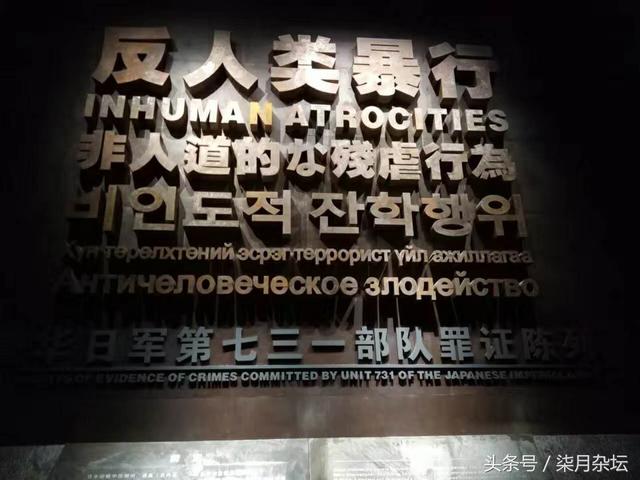 反人类暴行
INHUMAN ATROCITIES
非人道的な残虐行為
비인도적 잔학행위
Хүн төрөлхтөний эсрэг террорист үйл ажиллагаа
Античеловеческое злодейство
华日军第七三一部队罪证陈列
OF EVIDENCE OF CRIMES COMMITTED BY UNIT 731 OF THE JAPANESE IMPERIAL
头条号/柒月杂坛